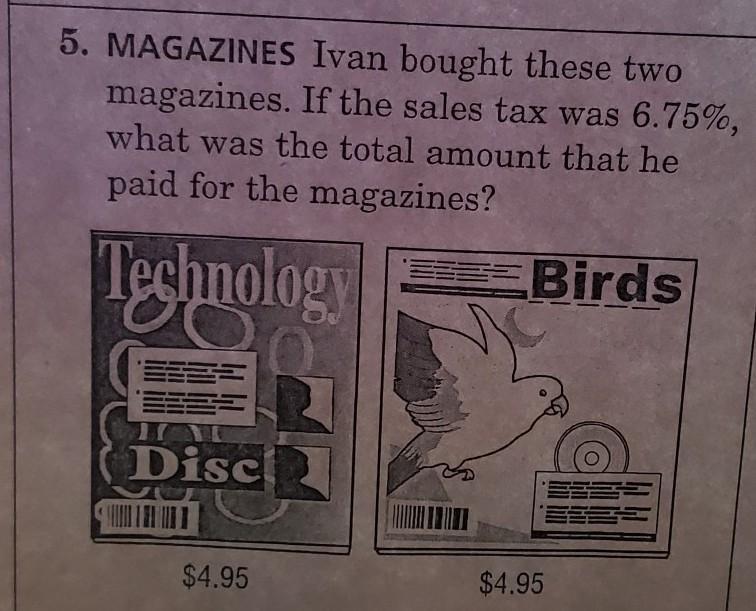 5. MAGAZINES Ivan bought these two
magazines. If the sales tax was 6.75%,
what was the total amount that he
paid for the magazines?
Technology
Disc
Birds
$4.95
$4.95